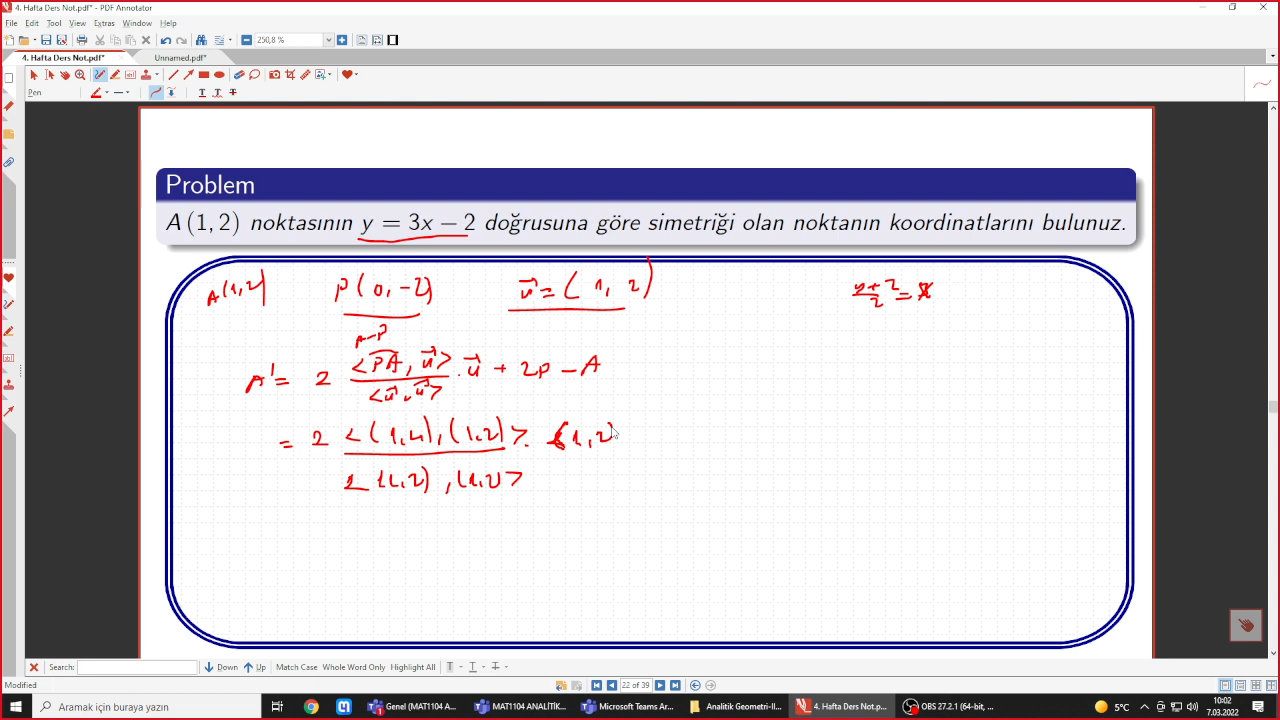 4. Hafta Ders Not.pdf* - PDF Annotator
File Edit Tool View Extras Window Help
250,8 %
4. Hafta Ders Not.pdf* Unnamed.pdf*
Pen
Problem
A (1, 2) noktasının y = 3x − 2 doğrusuna göre simetriği olan noktanın koordinatlarını bulunuz.
A(1,2) P(0,-2) u⃗ = (1, 2)
A-P
A' = 2 <PA, u⃗> / <u⃗, u⃗> . u⃗ + 2P - A
= 2 <(1,4), (1,2)> . (1,2)
<(1,2), (1,2)>
Search: Down Up Match Case Whole Word Only Highlight All
Modified 22 of 39
Aramak için buraya yazın
Genel (MAT1104 A... MAT1104 ANALİTİK... Microsoft Teams Ar... Analitik Geometri-II... 4. Hafta Ders Not.p... OBS 27.2.1 (64-bit, ...
5°C
10:02
7.03.2022